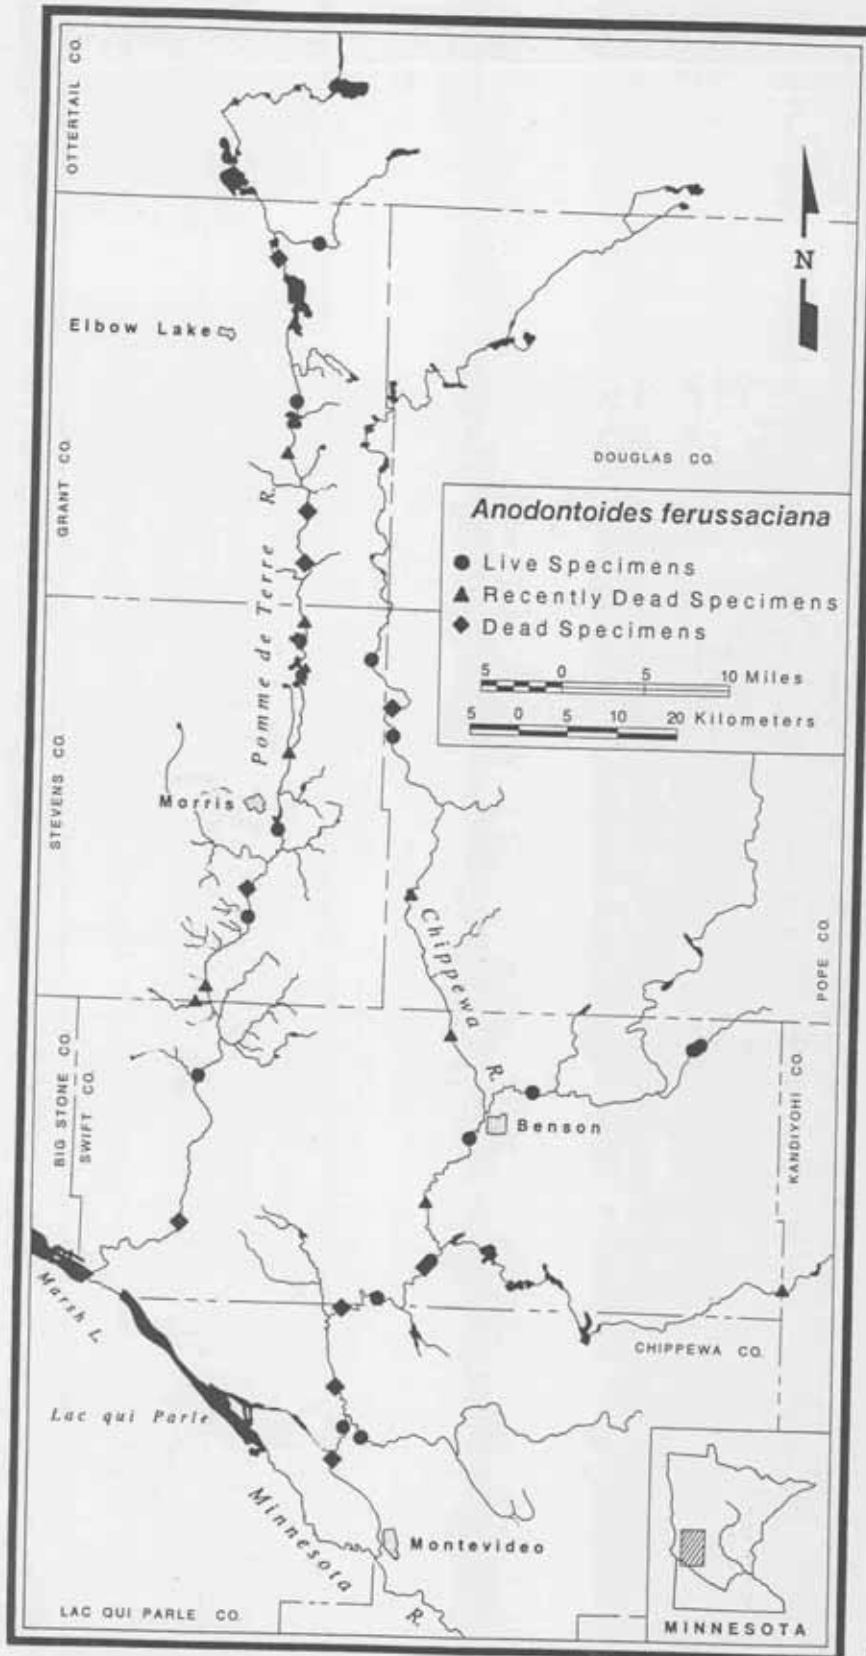 OTTERTAIL CO.
N
Elbow Lake
GRANT CO.
DOUGLAS CO.
Anodontoides ferussaciana
Live Specimens
Recently Dead Specimens
Dead Specimens
5 0 5 10 Miles
5 0 5 10 20 Kilometers
Pomme de Terre R.
STEVENS CO.
Morris
Chippewa R.
POPE CO.
BIG STONE CO.
SWIFT CO.
Benson
KANDIYOHI CO.
Marsh L.
CHIPPEWA CO.
Lac qui Parle
Minnesota R.
Montevideo
LAC QUI PARLE CO.
MINNESOTA